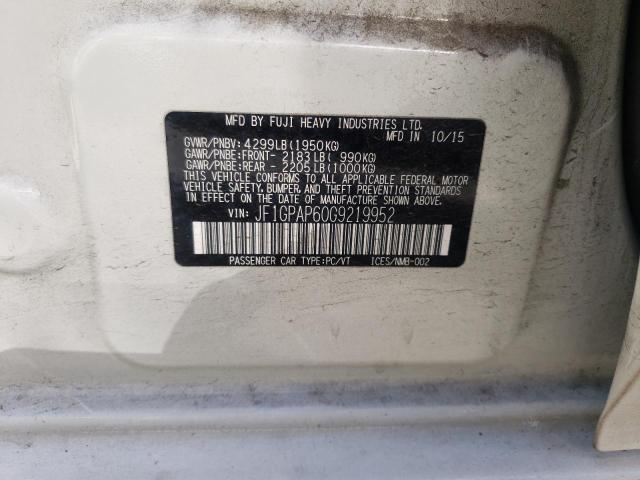 MFD BY FUJI HEAVY INDUSTRIES LTD.
MFD IN 10/15
GVWR/PNBV: 4299LB(1950KG)
GAWR/PNBE:FRONT- 2183LB( 990KG)
GAWR/PNBE:REAR - 2205LB(1000KG)
THIS VEHICLE CONFORMS TO ALL APPLICABLE FEDERAL MOTOR
VEHICLE SAFETY,BUMPER,AND THEFT PREVENTION STANDARDS
IN EFFECT ON THE DATE OF MANUFACTURE SHOWN ABOVE.
VIN: JF1GPAP60G9219952
PASSENGER CAR TYPE:PC/VT ICES/NMB-002